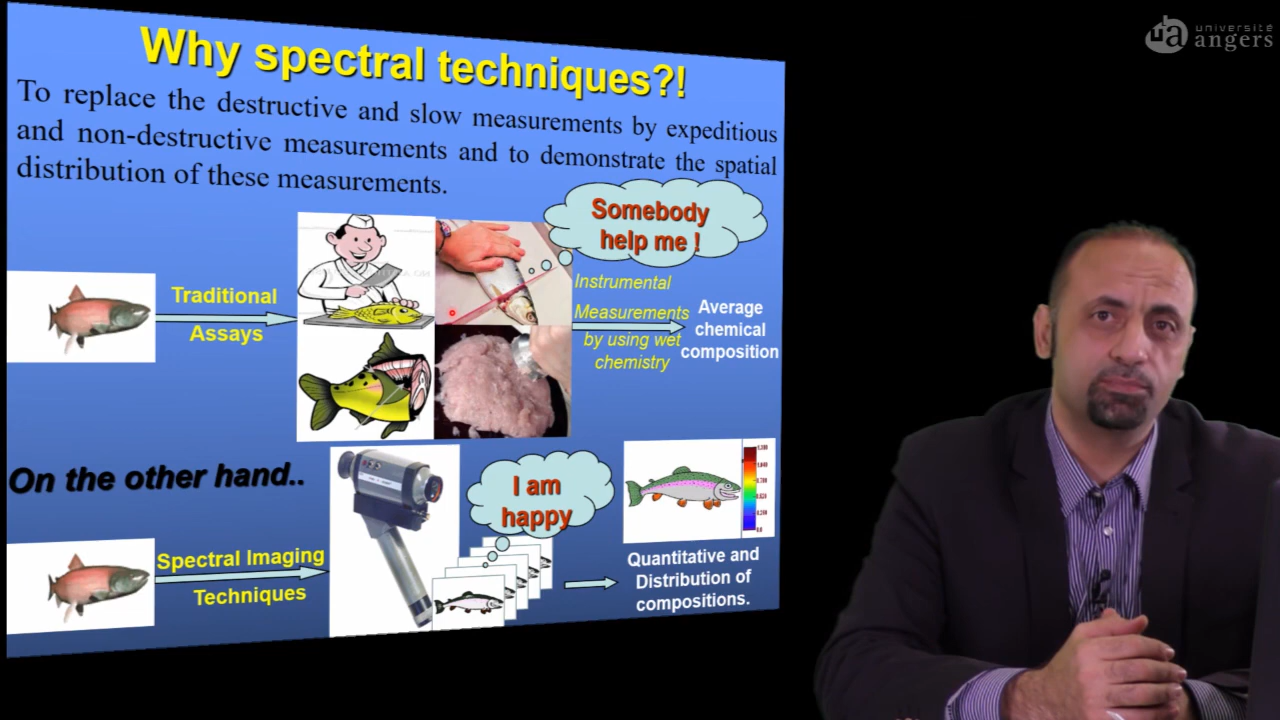 université
angers
Why spectral techniques?!
To replace the destructive and slow measurements by expeditious
and non-destructive measurements and to demonstrate the spatial
distribution of these measurements.
Somebody
help me !
Traditional
Assays
Instrumental
Measurements
by using wet
chemistry
Average
chemical
composition
On the other hand..
I am
happy
Spectral Imaging
Techniques
Quantitative and
Distribution of
compositions.